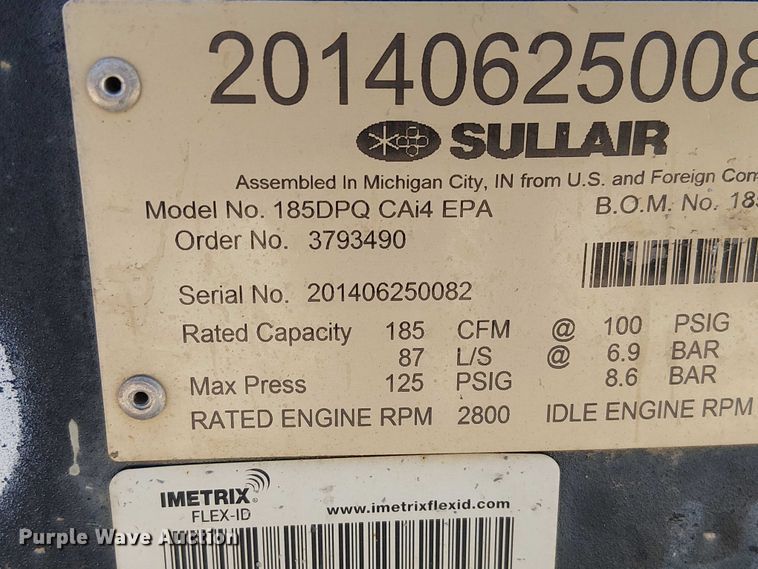 201406250082
SULLAIR
Assembled In Michigan City, IN from U.S. and Foreign
Model No. 185DPQ CAi4 EPA B.O.M. No.
Order No. 3793490
Serial No. 201406250082
Rated Capacity 185 CFM @ 100 PSIG
87 L/S @ 6.9 BAR
Max Press 125 PSIG 8.6 BAR
RATED ENGINE RPM 2800 IDLE ENGINE RPM
IMETRIX
FLEX-ID
www.imetrixflexid.com
Purple Wave Auction